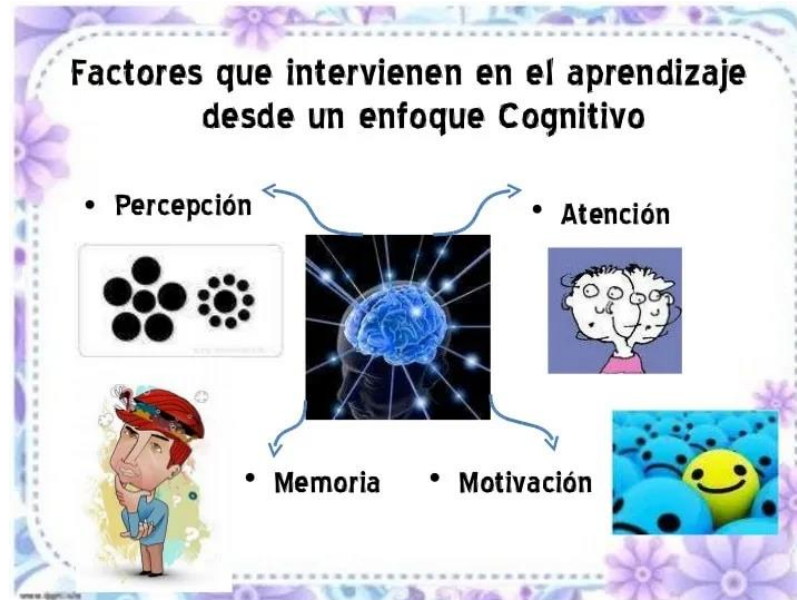 Factores que intervienen en el aprendizaje
desde un enfoque Cognitivo
• Percepción
• Atención
• Memoria
• Motivación